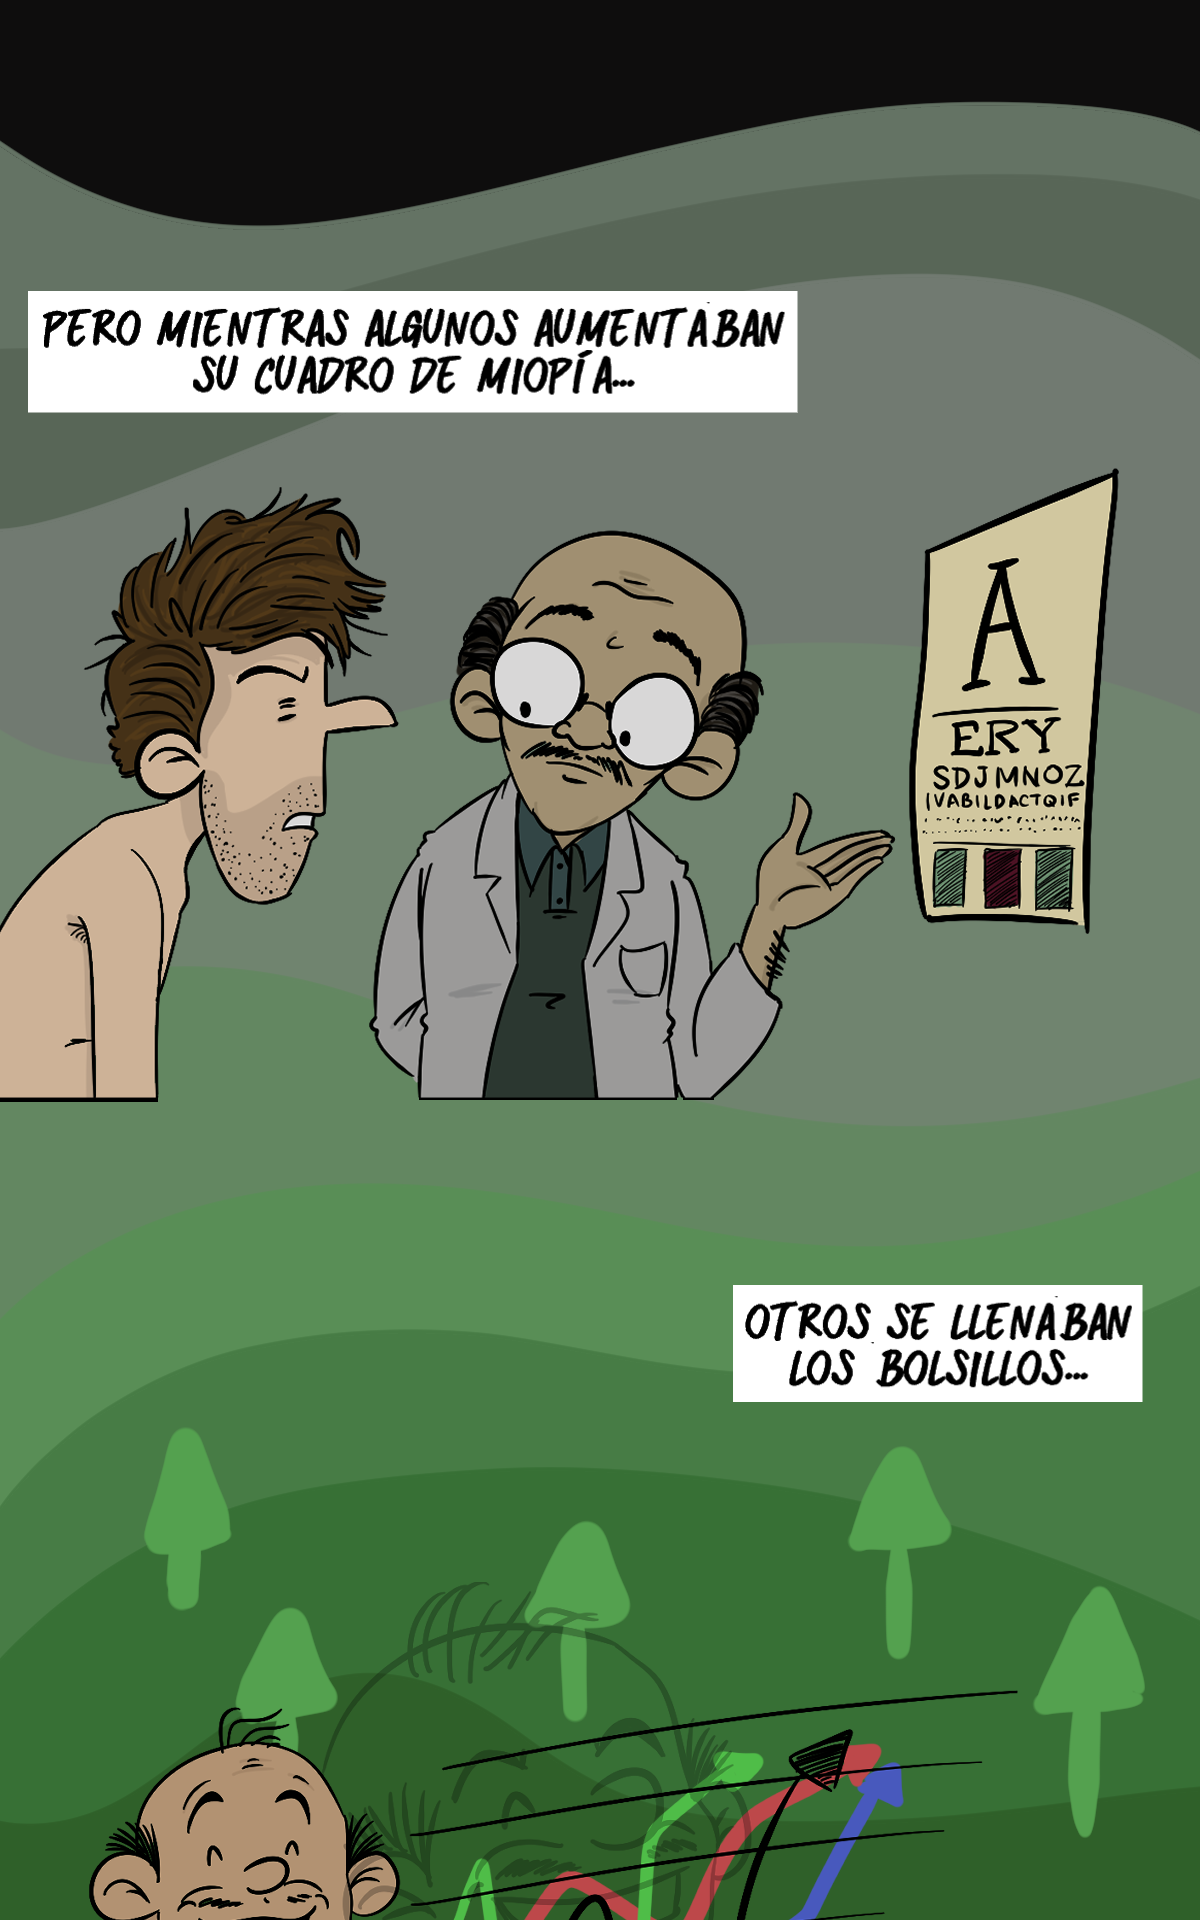 PERO MIENTRAS ALGUNOS AUMENTABAN
SU CUADRO DE MIOPÍA...
A
ERY
SDJMNOZ
IVABILDACTQIF
OTROS SE LLENABAN
LOS BOLSILLOS...